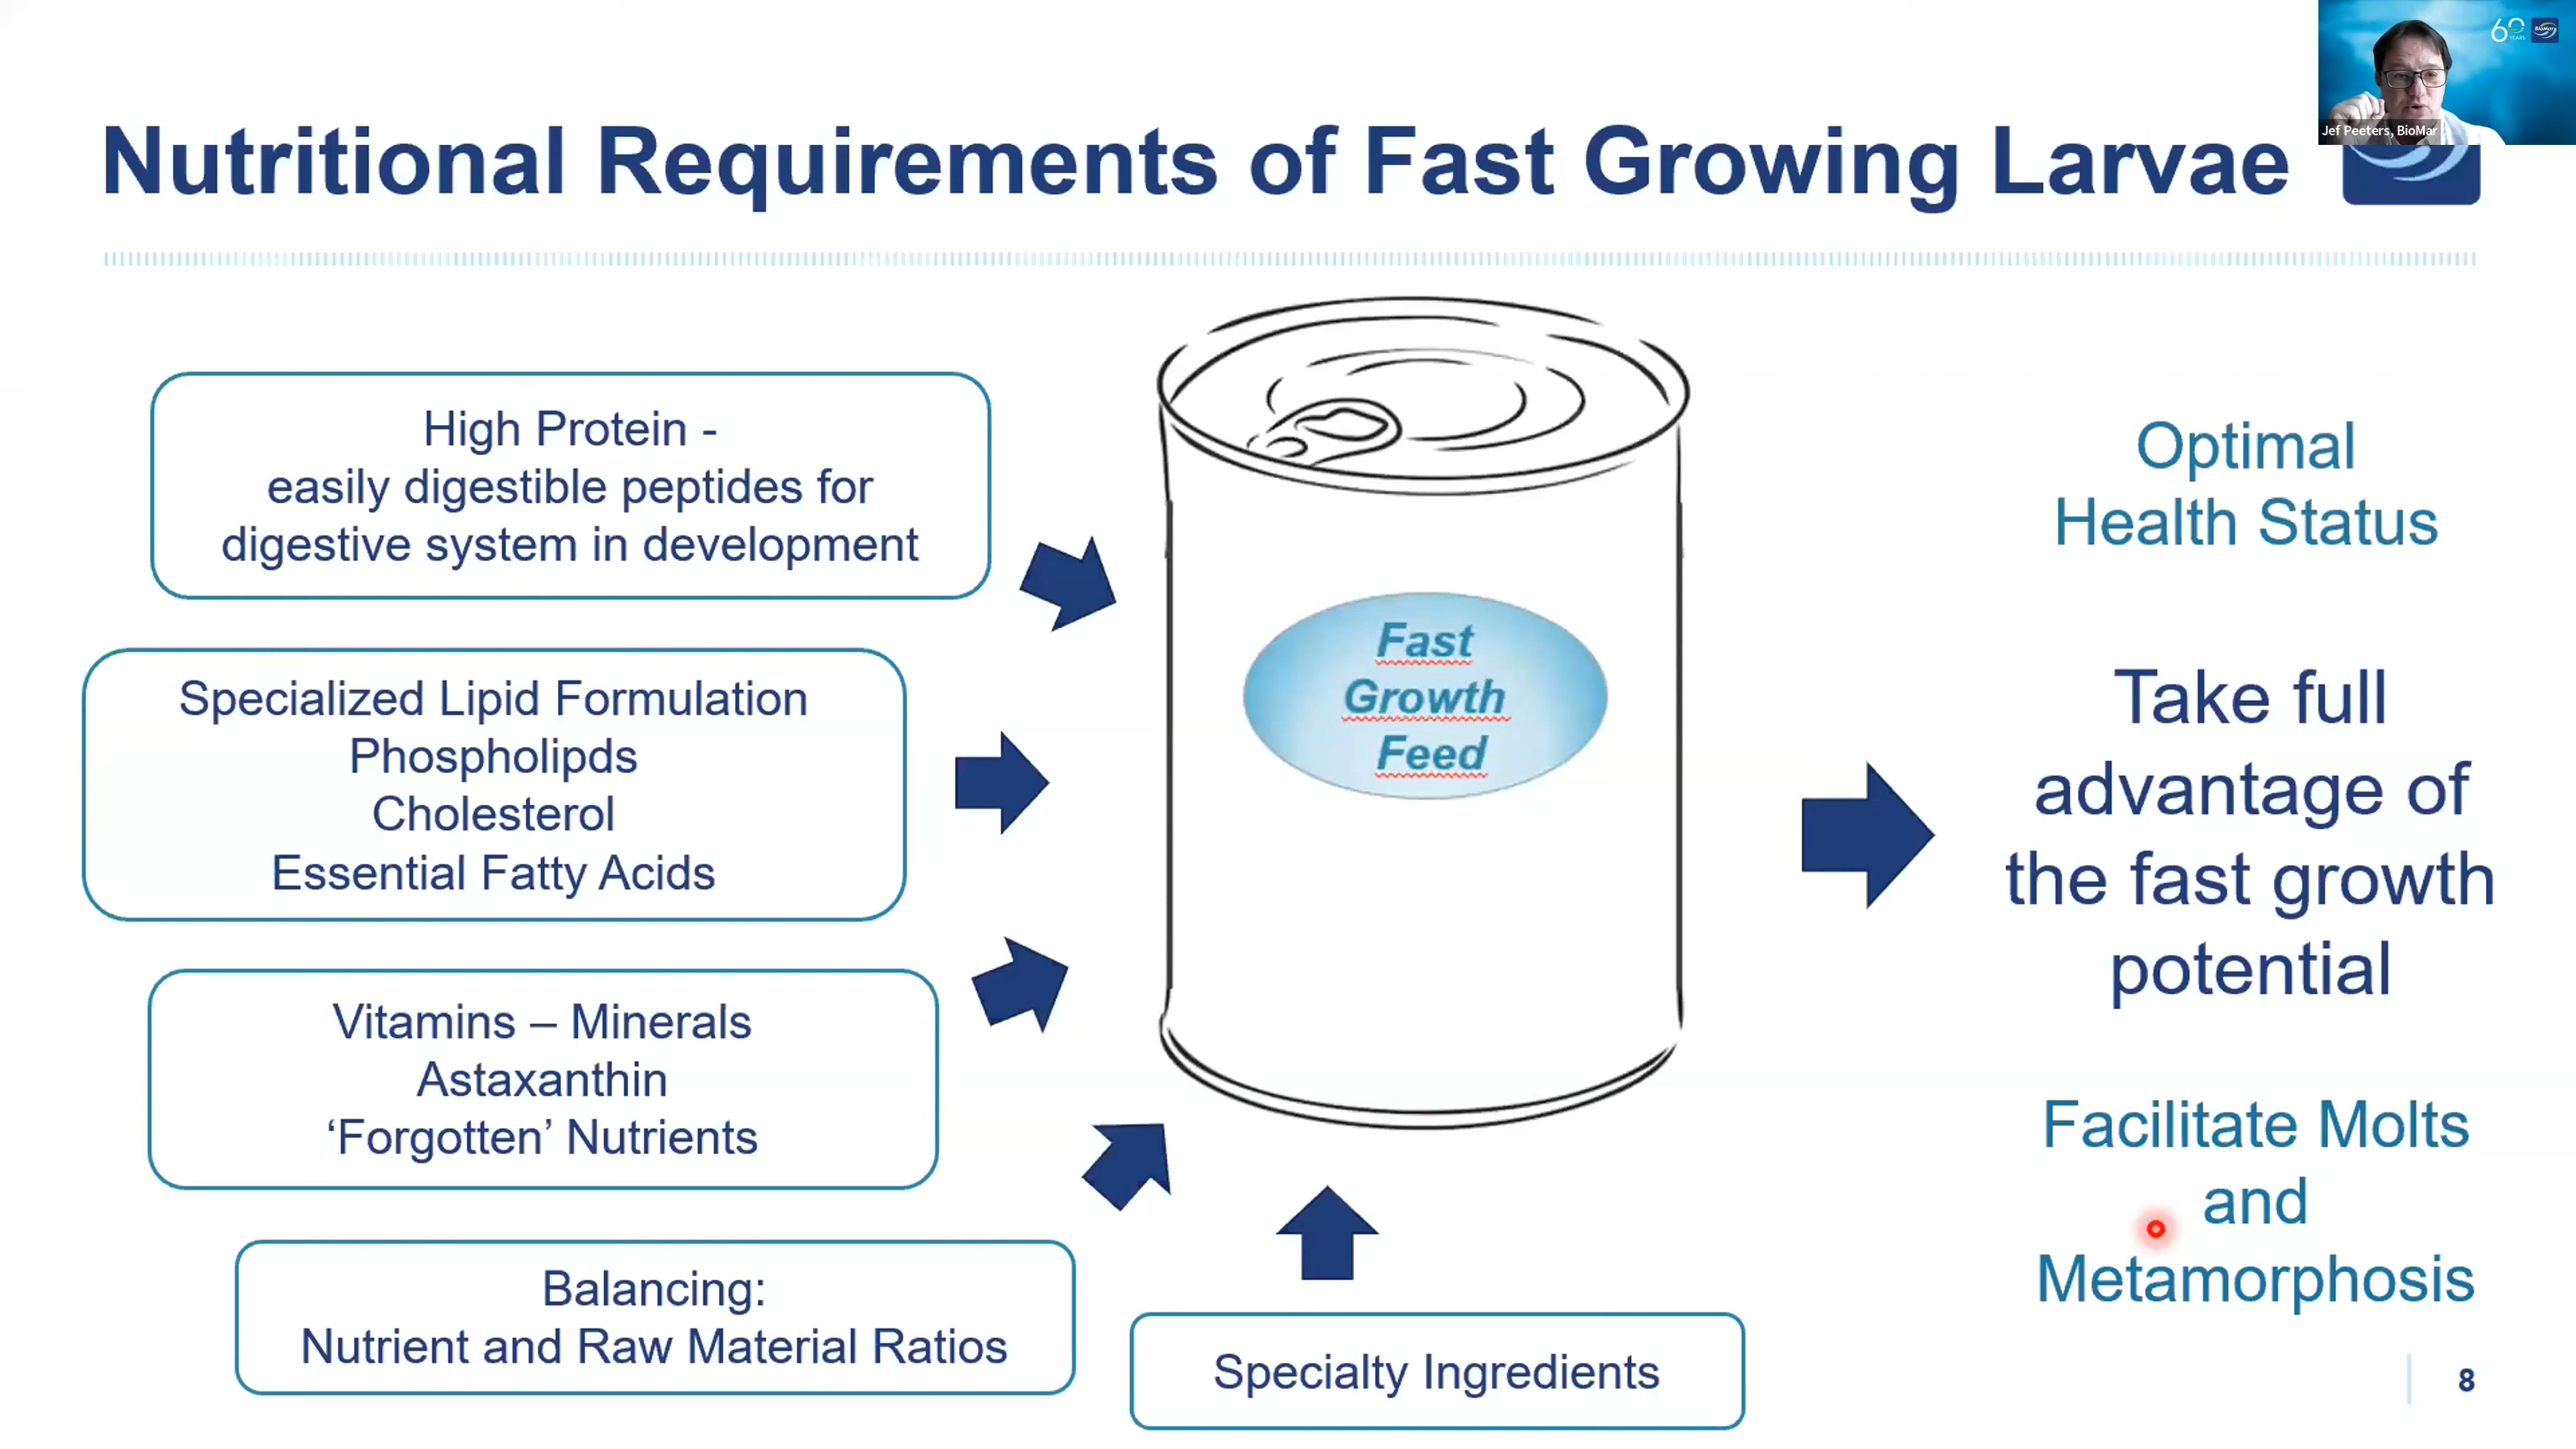 60
YEARS
BioMar
Jef Peeters, BioMar
Nutritional Requirements of Fast Growing Larvae
High Protein -
easily digestible peptides for
digestive system in development
Specialized Lipid Formulation
Phospholipds
Cholesterol
Essential Fatty Acids
Vitamins – Minerals
Astaxanthin
‘Forgotten’ Nutrients
Balancing:
Nutrient and Raw Material Ratios
Specialty Ingredients
Fast
Growth
Feed
Optimal
Health Status
Take full
advantage of
the fast growth
potential
Facilitate Molts
and
Metamorphosis
8